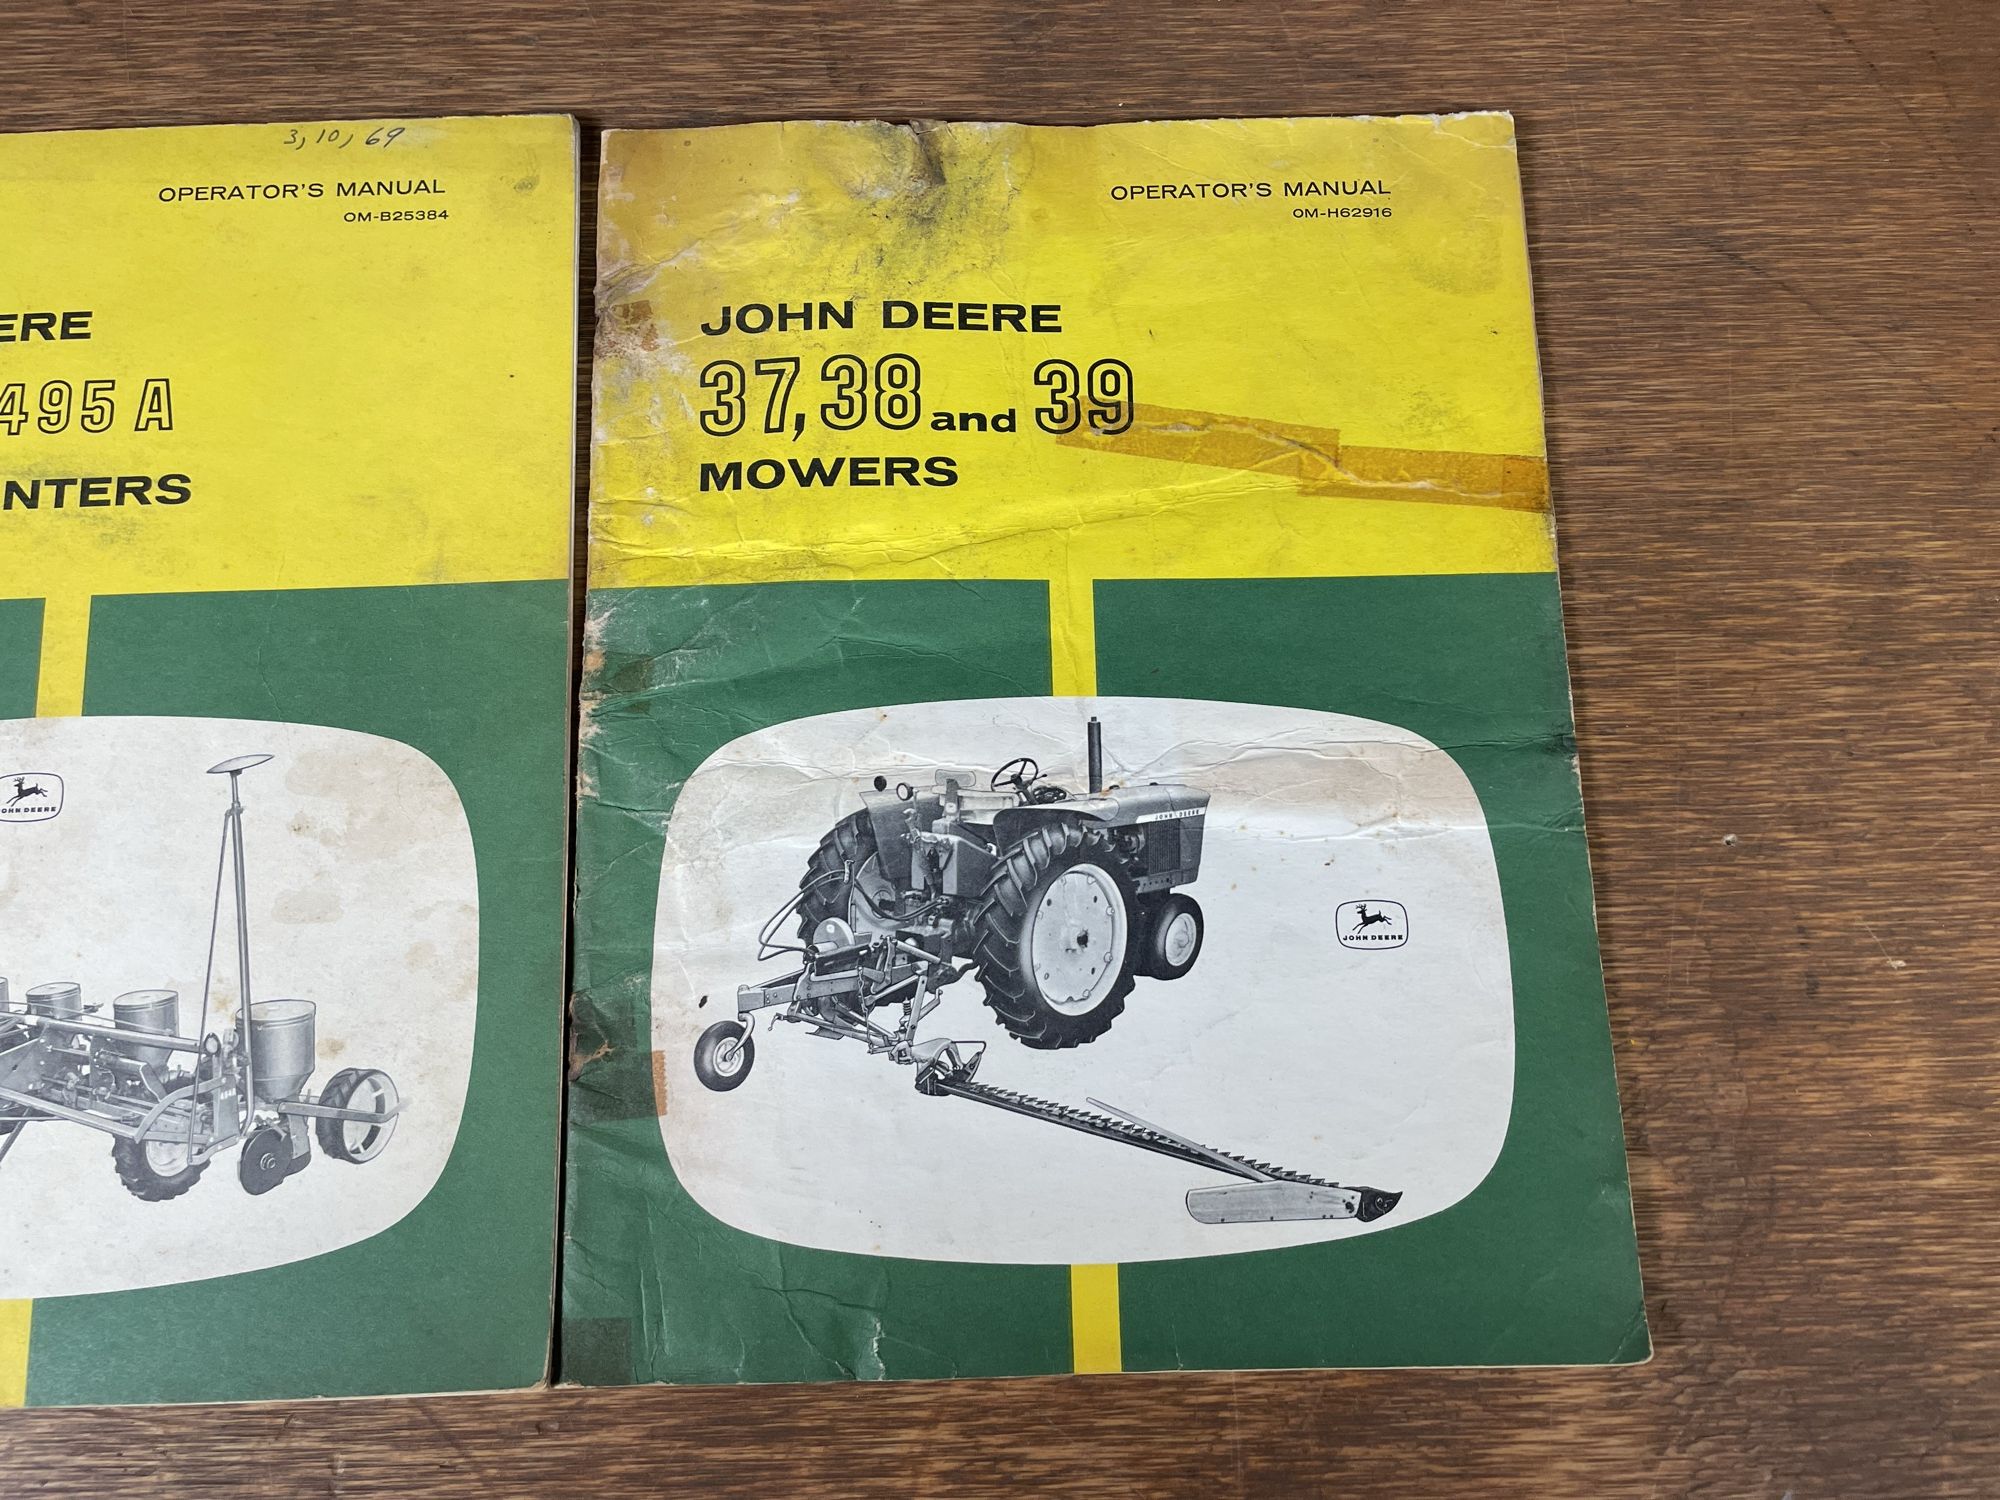 3, 10, 69
OPERATOR'S MANUAL
OM-B25384
ERE
495 A
NTERS
JOHN DEERE
OPERATOR'S MANUAL
OM-H62916
JOHN DEERE
37, 38 and 39
MOWERS
JOHN DEERE
JOHN DEERE